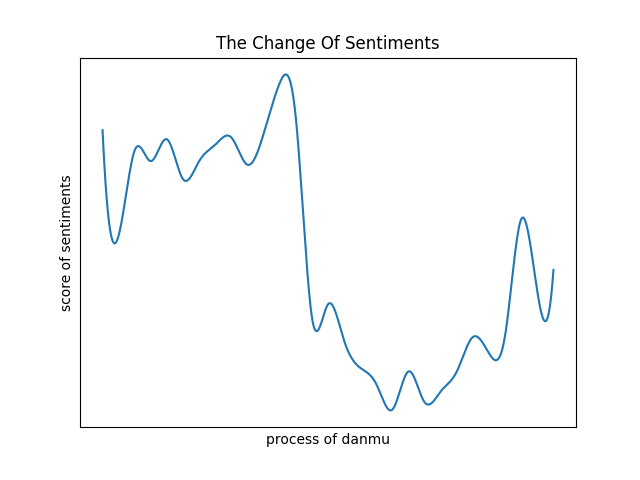 The Change Of Sentiments
score of sentiments
process of danmu